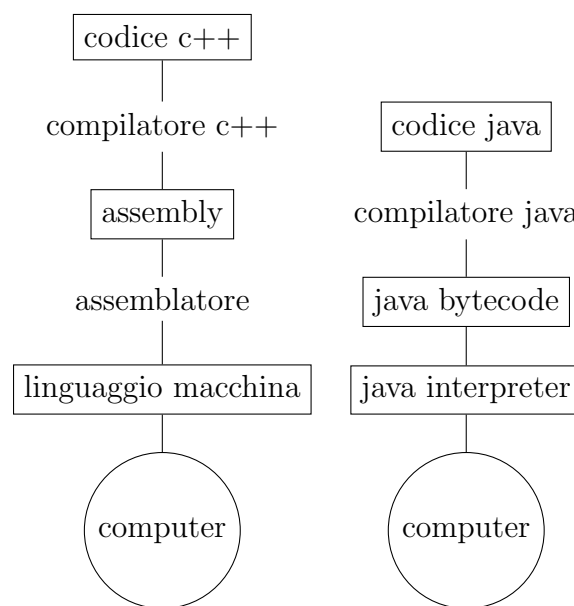 codice c++
compilatore c++
assembly
assemblatore
linguaggio macchina
computer
codice java
compilatore java
java bytecode
java interpreter
computer